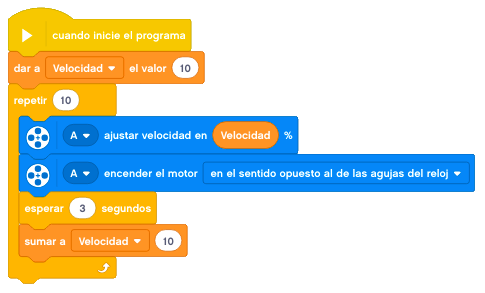 cuando inicie el programa
dar a Velocidad el valor 10
repetir 10
A ajustar velocidad en Velocidad %
A encender el motor en el sentido opuesto al de las agujas del reloj
esperar 3 segundos
sumar a Velocidad 10